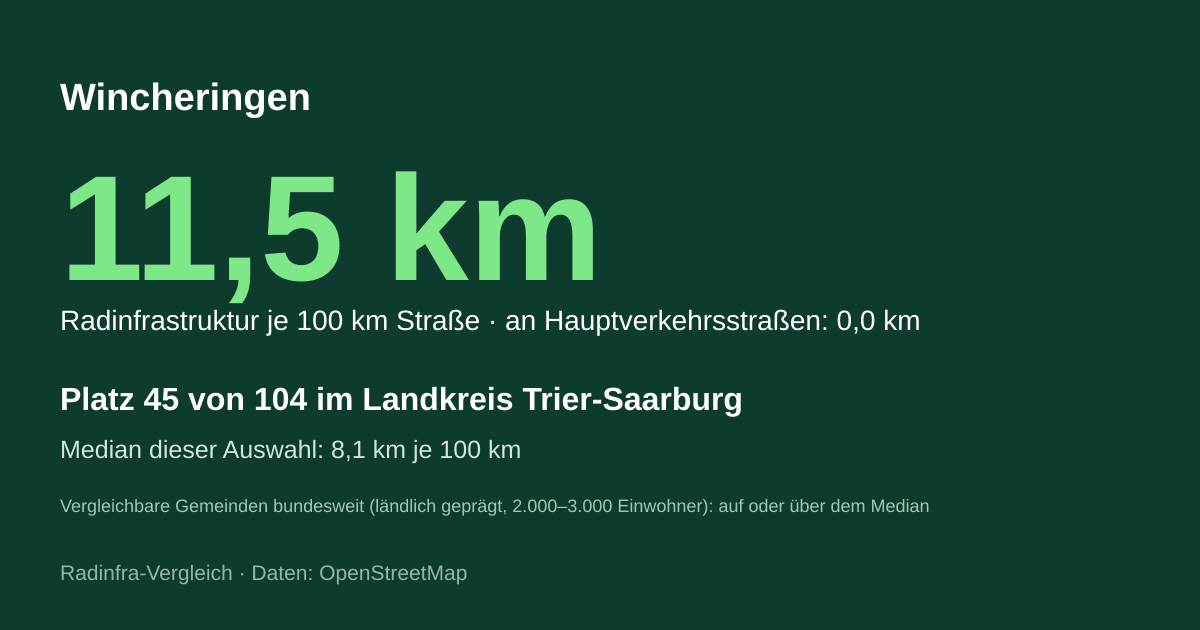 Wincheringen
11,5 km
Radinfrastruktur je 100 km Straße · an Hauptverkehrsstraßen: 0,0 km
Platz 45 von 104 im Landkreis Trier-Saarburg
Median dieser Auswahl: 8,1 km je 100 km
Vergleichbare Gemeinden bundesweit (ländlich geprägt, 2.000–3.000 Einwohner): auf oder über dem Median
Radinfra-Vergleich · Daten: OpenStreetMap